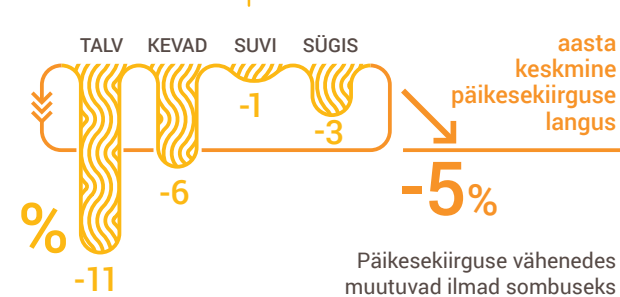 TALV KEVAD SUVI SÜGIS
-11
-6
-1
-3
%
aasta
keskmine
päikesekiirguse
langus
-5%
Päikesekiirguse vähenedes
muutuvad ilmad sombuseks